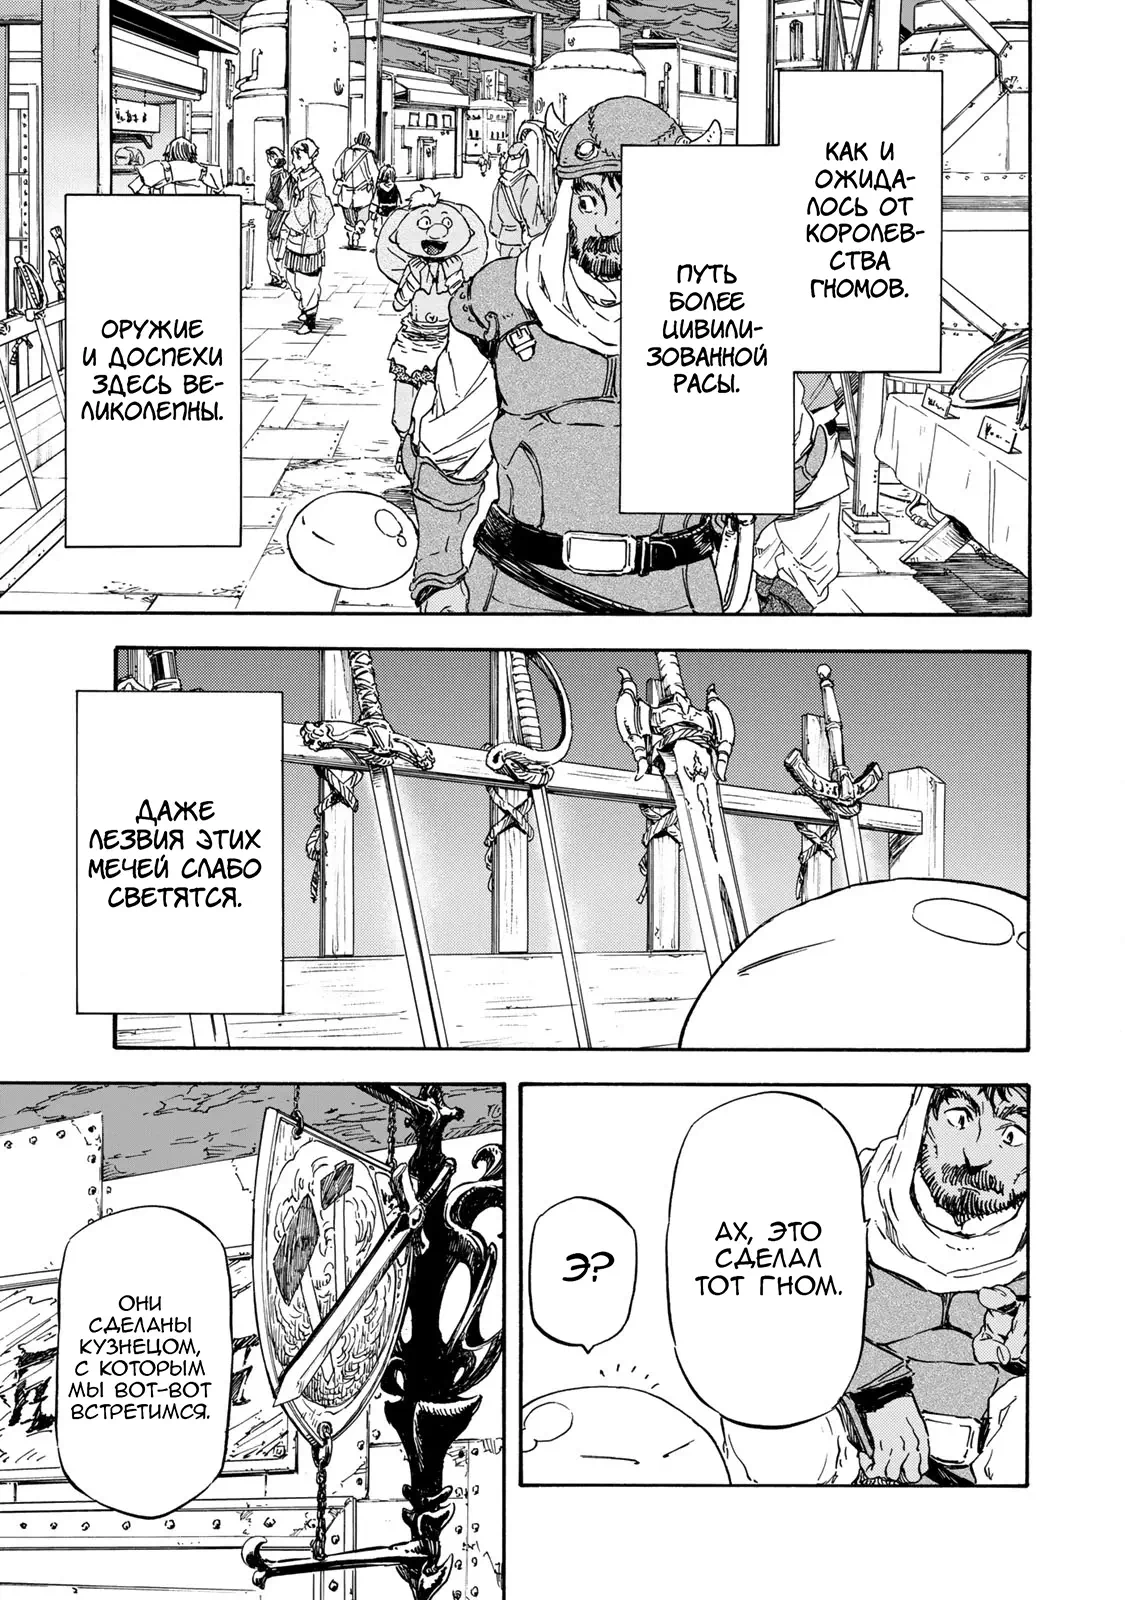 КАК И
ОЖИДА-
ЛОСЬ ОТ
КОРОЛЕВ-
СТВА
ГНОМОВ.
ПУТЬ
БОЛЕЕ
ЦИВИЛИ-
ЗОВАННОЙ
РАСЫ.
ОРУЖИЕ
И ДОСПЕХИ
ЗДЕСЬ ВЕ-
ЛИКОЛЕПНЫ.
ДАЖЕ
ЛЕЗВИЯ ЭТИХ
МЕЧЕЙ СЛАБО
СВЕТЯТСЯ.
АХ, ЭТО
СДЕЛАЛ
ТОТ ГНОМ.
Э?
ОНИ
СДЕЛАНЫ
КУЗНЕЦОМ,
С КОТОРЫМ
МЫ ВОТ-ВОТ
ВСТРЕТИМСЯ.